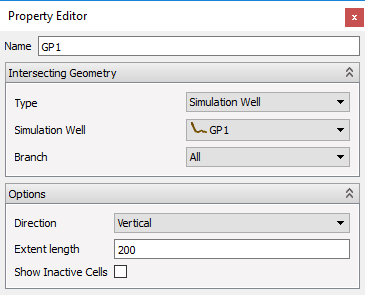 Property Editor
x
Name GP1
Intersecting Geometry
Type Simulation Well
Simulation Well GP1
Branch All
Options
Direction Vertical
Extent length 200
Show Inactive Cells